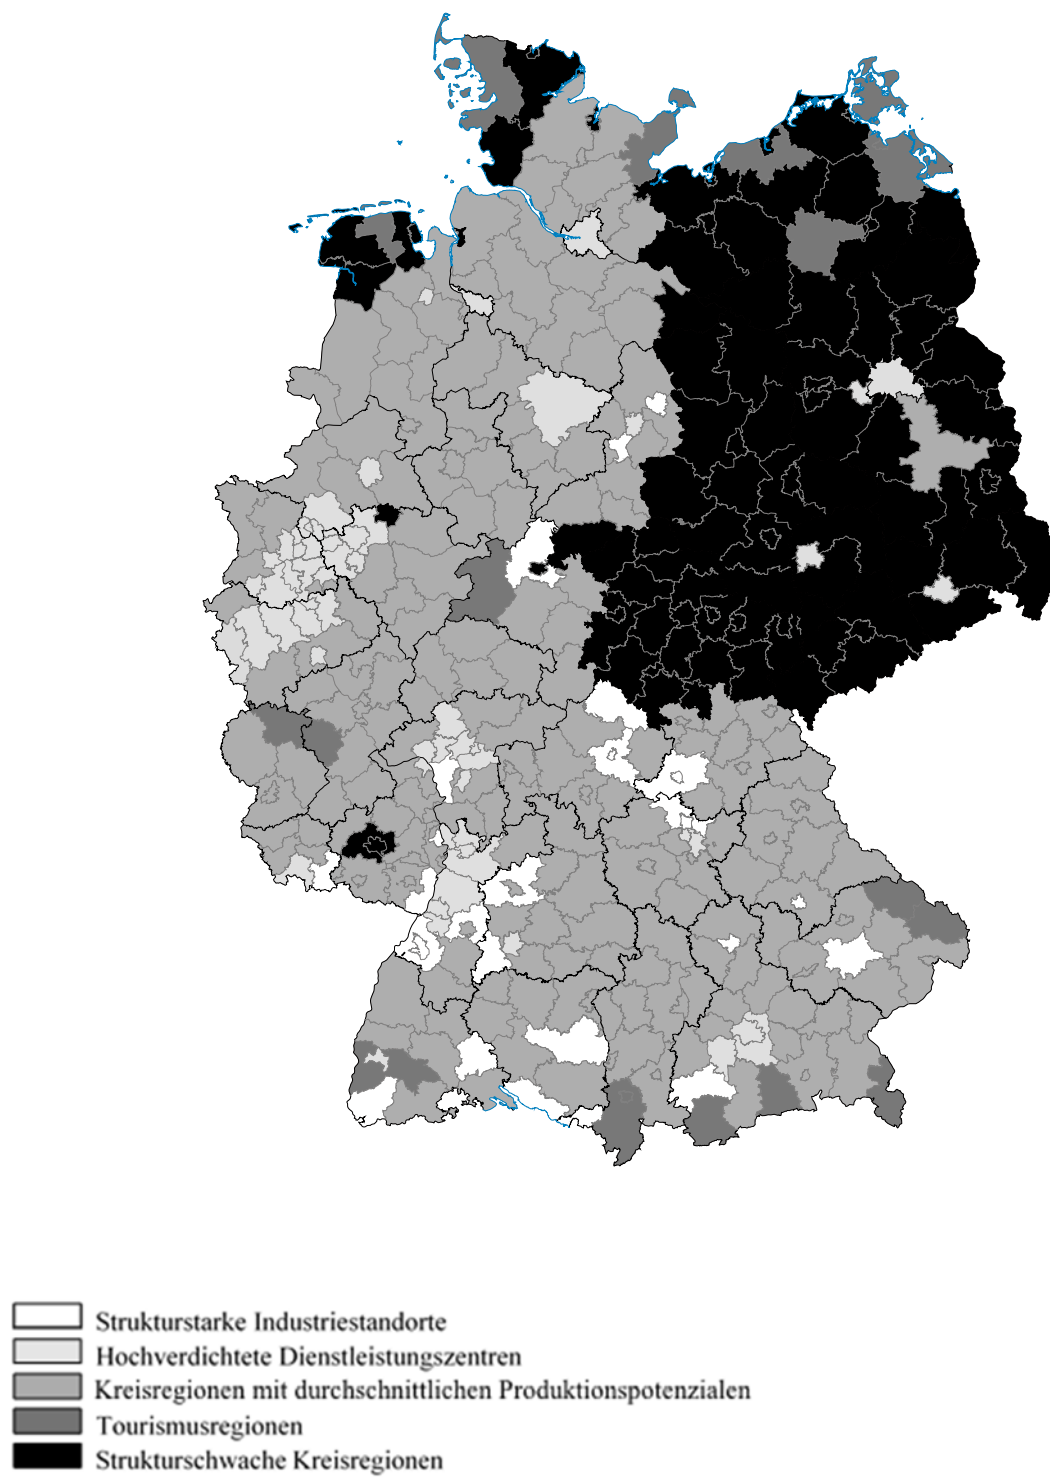 Strukturstarke Industriestandorte
Hochverdichtete Dienstleistungszentren
Kreisregionen mit durchschnittlichen Produktionspotenzialen
Tourismusregionen
Strukturschwache Kreisregionen